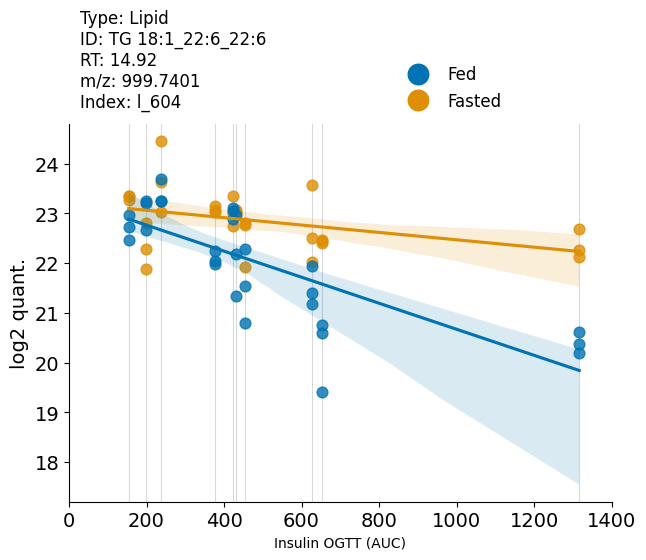 Type: Lipid
ID: TG 18:1_22:6_22:6
RT: 14.92
m/z: 999.7401
Index: l_604
Fed
Fasted
24
23
22
21
20
19
18
log2 quant.
0 200 400 600 800 1000 1200 1400
Insulin OGTT (AUC)